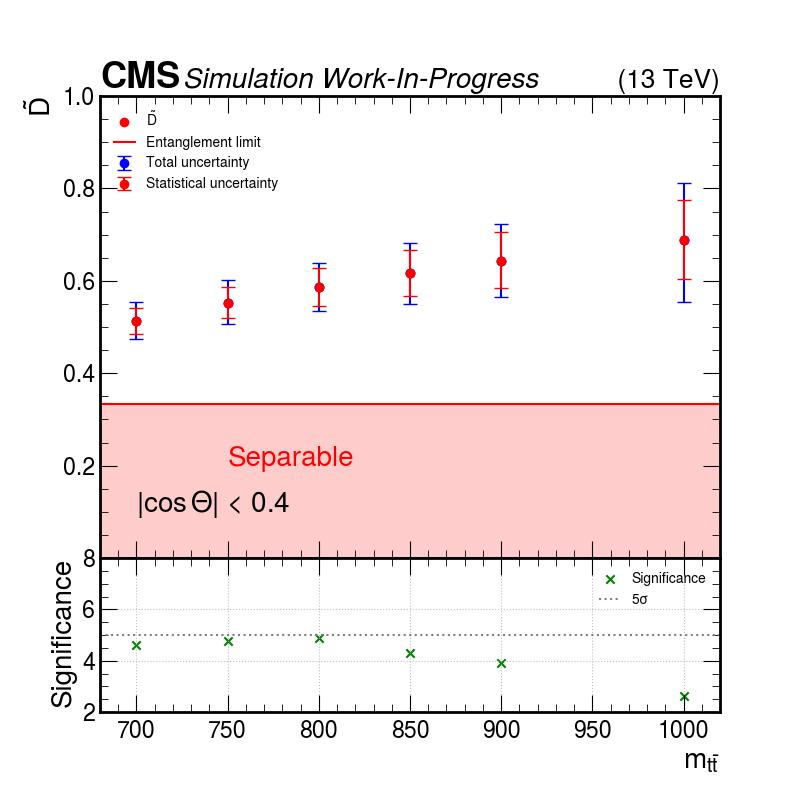 CMS Simulation Work-In-Progress (13 TeV)
D̃
1.0
0.8
0.6
0.4
0.2
D̃
Entanglement limit
Total uncertainty
Statistical uncertainty
Separable
|cos Θ| < 0.4
Significance
8
6
4
2
Significance
5σ
700 750 800 850 900 950 1000
m_{tt̄}